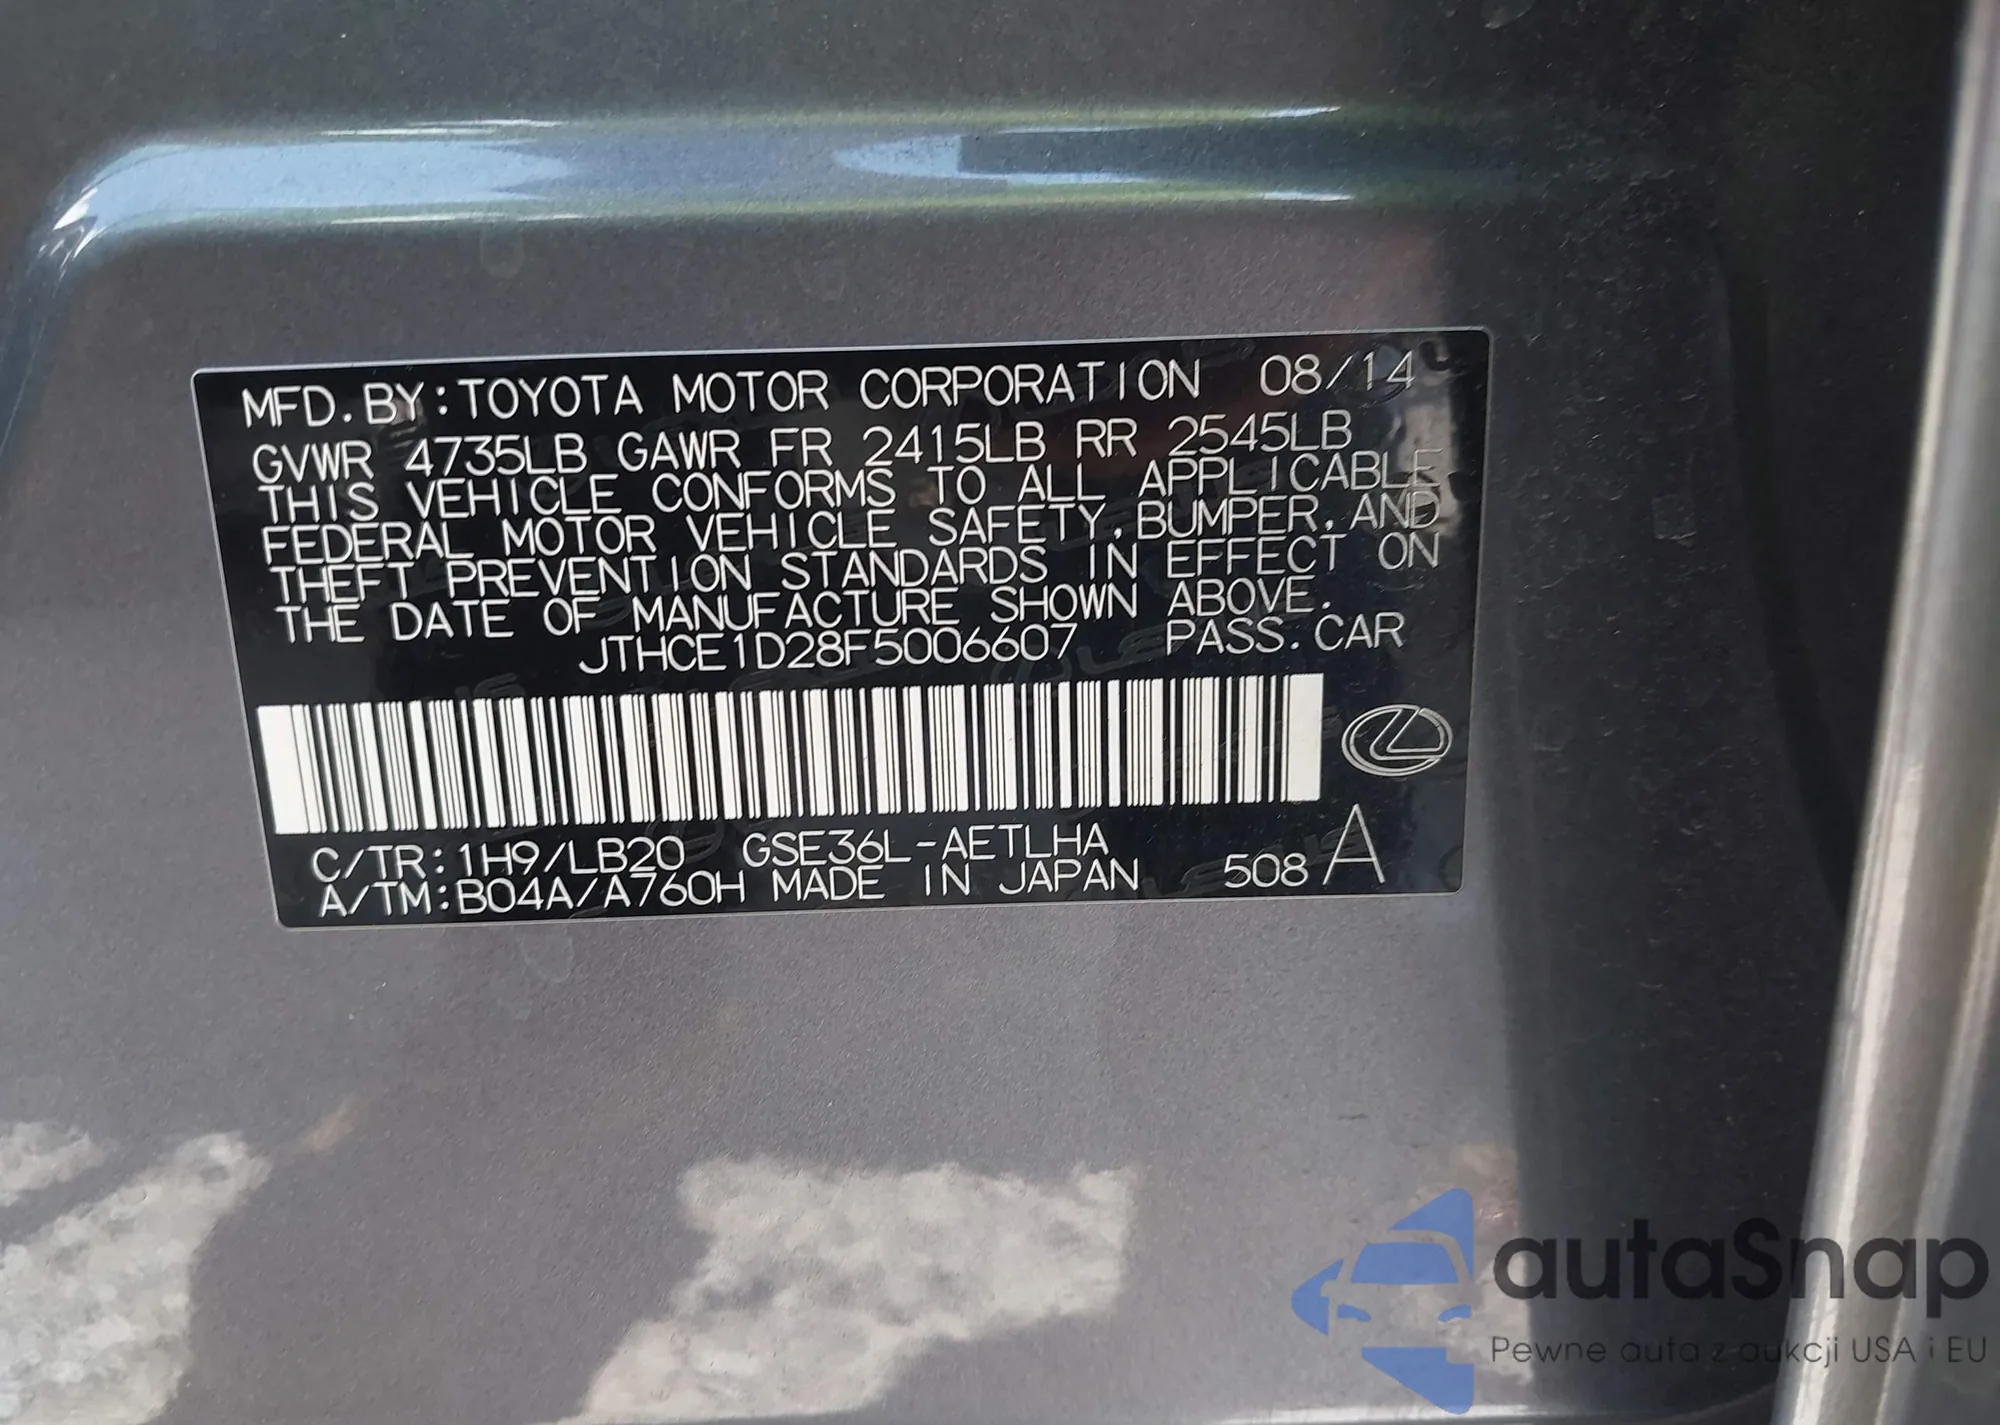 MFD. BY: TOYOTA MOTOR CORPORATION 08/14
GVWR 4735LB GAWR FR 2415LB RR 2545LB
THIS VEHICLE CONFORMS TO ALL APPLICABLE
FEDERAL MOTOR VEHICLE SAFETY, BUMPER, AND
THEFT PREVENTION STANDARDS IN EFFECT ON
THE DATE OF MANUFACTURE SHOWN ABOVE.
JTHCE1D28F5006607 PASS. CAR
C/TR: 1H9/LB20 GSE36L-AETLHA
A/TM: B04A/A760H MADE IN JAPAN 508 A
autaSnap
Pewne auta z aukcji USA i EU